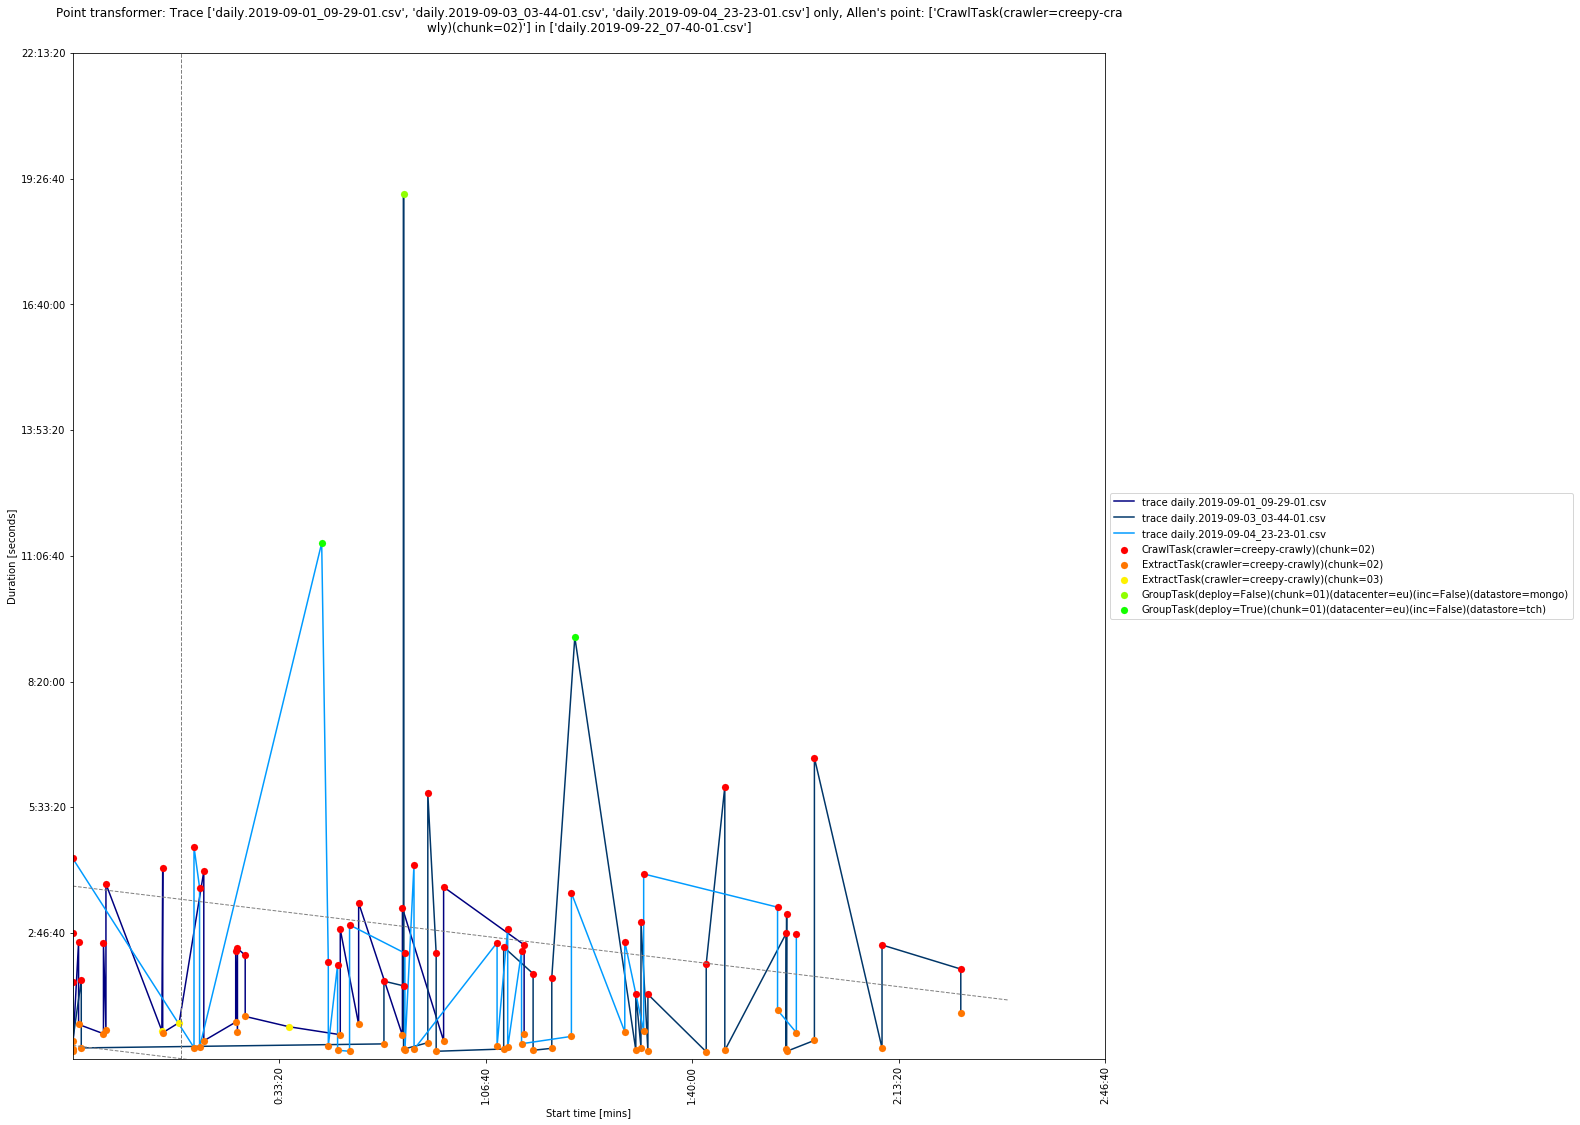 Point transformer: Trace ['daily.2019-09-01_09-29-01.csv', 'daily.2019-09-03_03-44-01.csv', 'daily.2019-09-04_23-23-01.csv'] only, Allen's point: ['CrawlTask(crawler=creepy-cra
wly)(chunk=02)'] in ['daily.2019-09-22_07-40-01.csv']
22:13:20
19:26:40
16:40:00
13:53:20
11:06:40
8:20:00
5:33:20
2:46:40
Duration [seconds]
0:33:20
1:06:40
1:40:00
2:13:20
2:46:40
Start time [mins]
trace daily.2019-09-01_09-29-01.csv
trace daily.2019-09-03_03-44-01.csv
trace daily.2019-09-04_23-23-01.csv
CrawlTask(crawler=creepy-crawly)(chunk=02)
ExtractTask(crawler=creepy-crawly)(chunk=02)
ExtractTask(crawler=creepy-crawly)(chunk=03)
GroupTask(deploy=False)(chunk=01)(datacenter=eu)(inc=False)(datastore=mongo)
GroupTask(deploy=True)(chunk=01)(datacenter=eu)(inc=False)(datastore=tch)